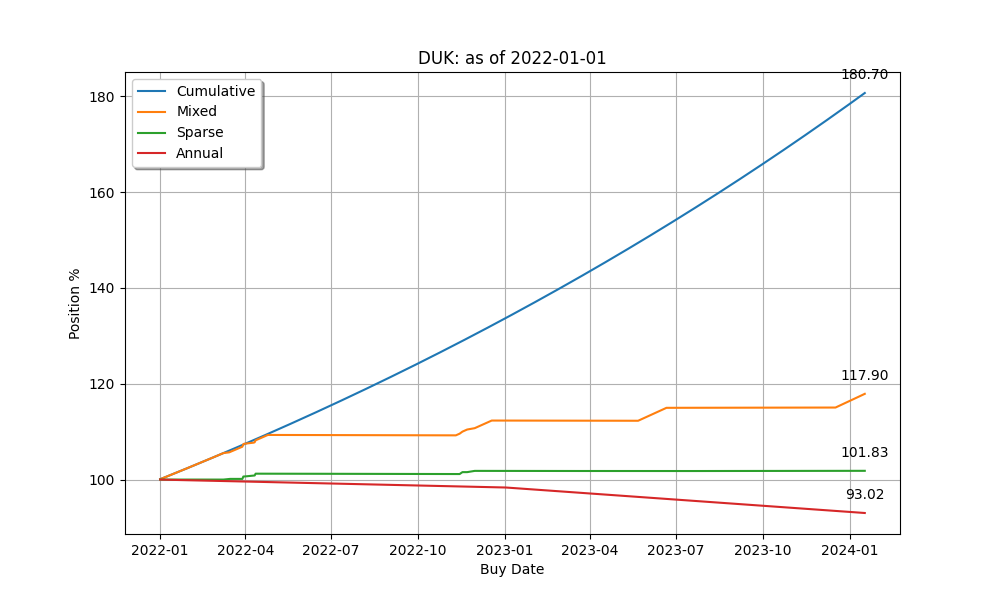 DUK: as of 2022-01-01
180.70
Cumulative
Mixed
Sparse
Annual
180
160
140
120
100
117.90
101.83
93.02
Position %
2022-01 2022-04 2022-07 2022-10 2023-01 2023-04 2023-07 2023-10 2024-01
Buy Date